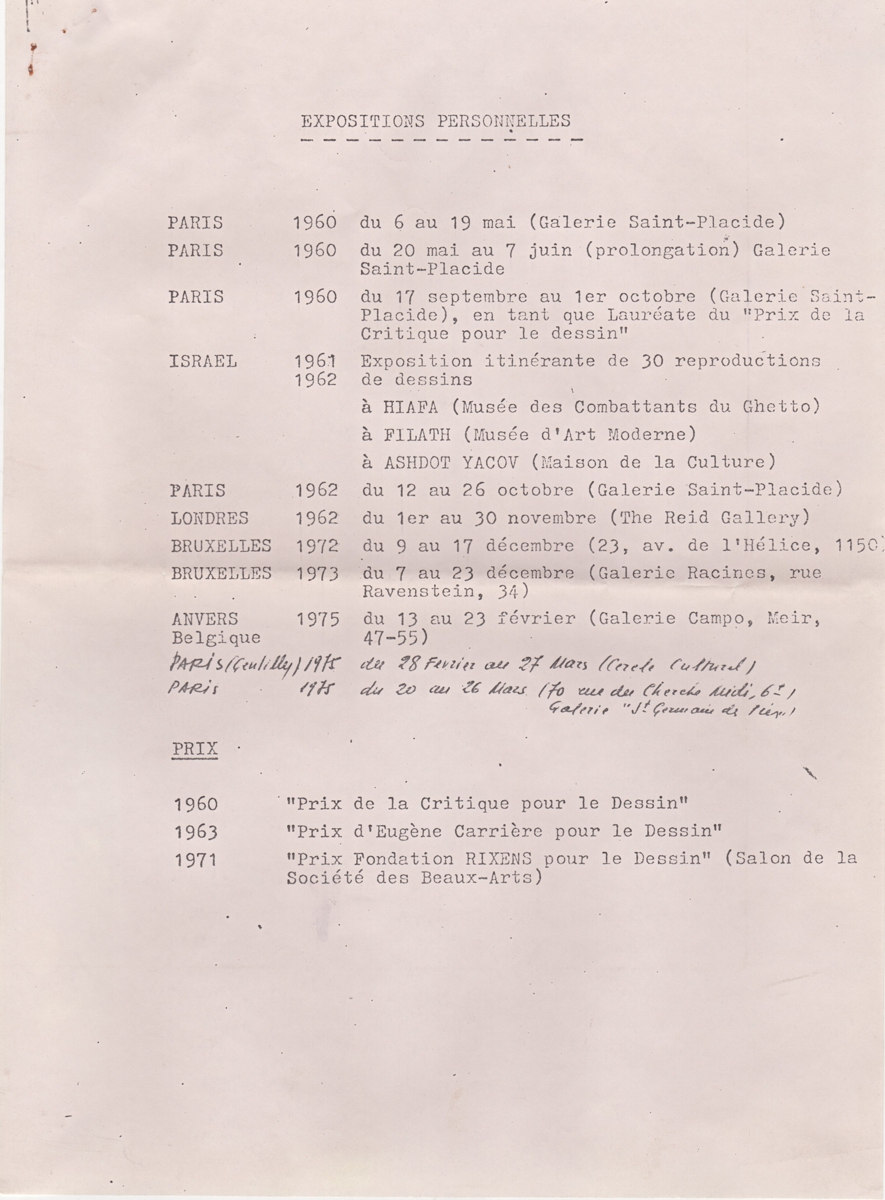 EXPOSITIONS PERSONNELLES
PARIS 1960 du 6 au 19 mai (Galerie Saint-Placide)
PARIS 1960 du 20 mai au 7 juin (prolongation) Galerie
Saint-Placide
PARIS 1960 du 17 septembre au 1er octobre (Galerie Saint-
Placide), en tant que Lauréate du "Prix de la
Critique pour le dessin"
ISRAEL 1961 Exposition itinérante de 30 reproductions
1962 de dessins
à HIAFA (Musée des Combattants du Ghetto)
à FILATH (Musée d'Art Moderne)
à ASHDOT YACOV (Maison de la Culture)
PARIS 1962 du 12 au 26 octobre (Galerie Saint-Placide)
LONDRES 1962 du 1er au 30 novembre (The Reid Gallery)
BRUXELLES 1972 du 9 au 17 décembre (23, av. de l'Hélice, 1150)
BRUXELLES 1973 du 7 au 23 décembre (Galerie Racines, rue
Ravenstein, 34)
ANVERS 1975 du 13 au 23 février (Galerie Campo, Meir,
Belgique 47-55)
PARIS 1975 du 28 Février au 27 Mars (Cercle Culturel)
PARIS 1975 du 20 au 26 Mars (70 rue du Cherche Midi, 6e)
Galerie "St Germain des
PRIX
1960 "Prix de la Critique pour le Dessin"
1963 "Prix d'Eugène Carrière pour le Dessin"
1971 "Prix Fondation RIXENS pour le Dessin" (Salon de la
Société des Beaux-Arts)